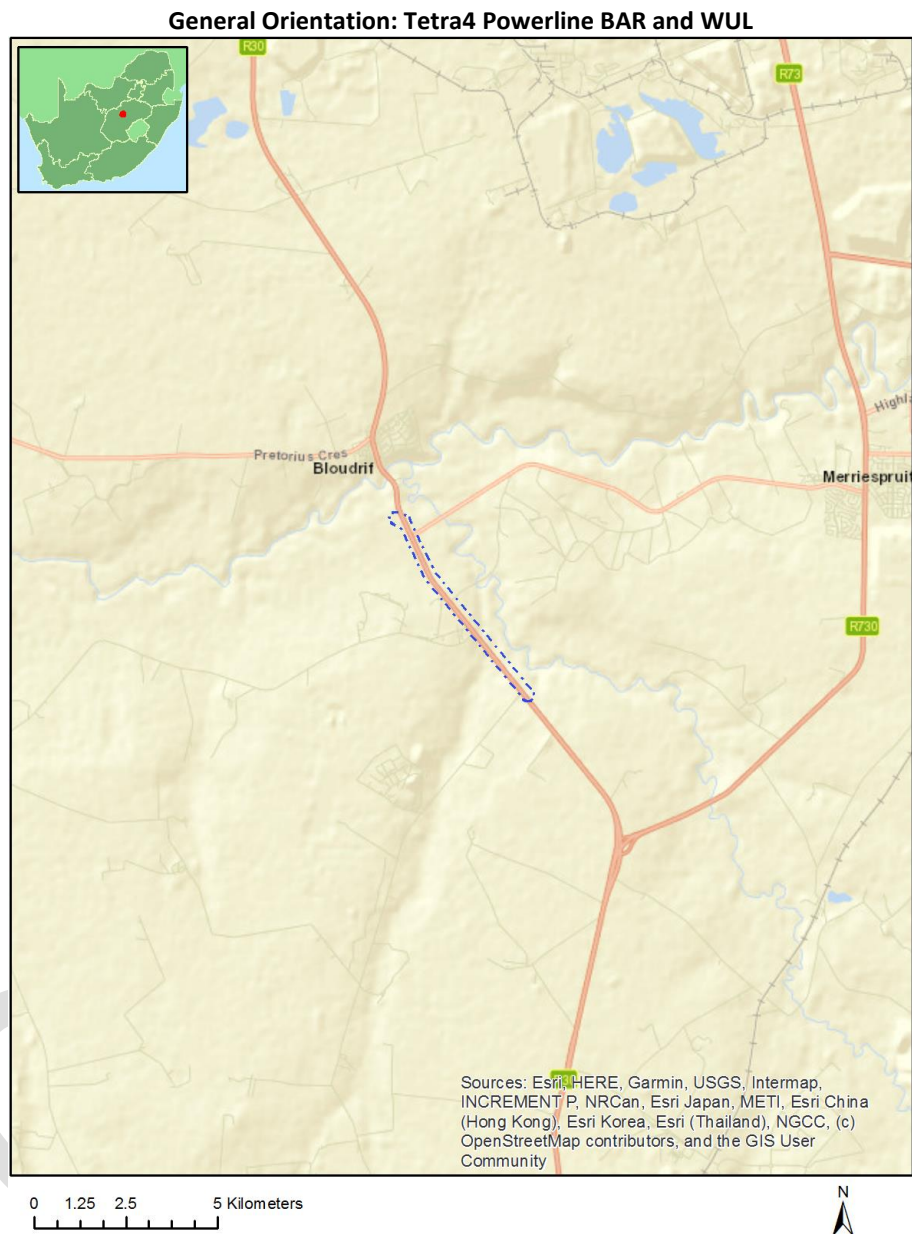 General Orientation: Tetra4 Powerline BAR and WUL
R30
R73
Pretorius Cres
Bloudrif
Merriespruit
R730
Sources: Esri, HERE, Garmin, USGS, Intermap,
INCREMENT P, NRCan, Esri Japan, METI, Esri China
(Hong Kong), Esri Korea, Esri (Thailand), NGCC, (c)
OpenStreetMap contributors, and the GIS User
Community
0 1.25 2.5 5 Kilometers
N